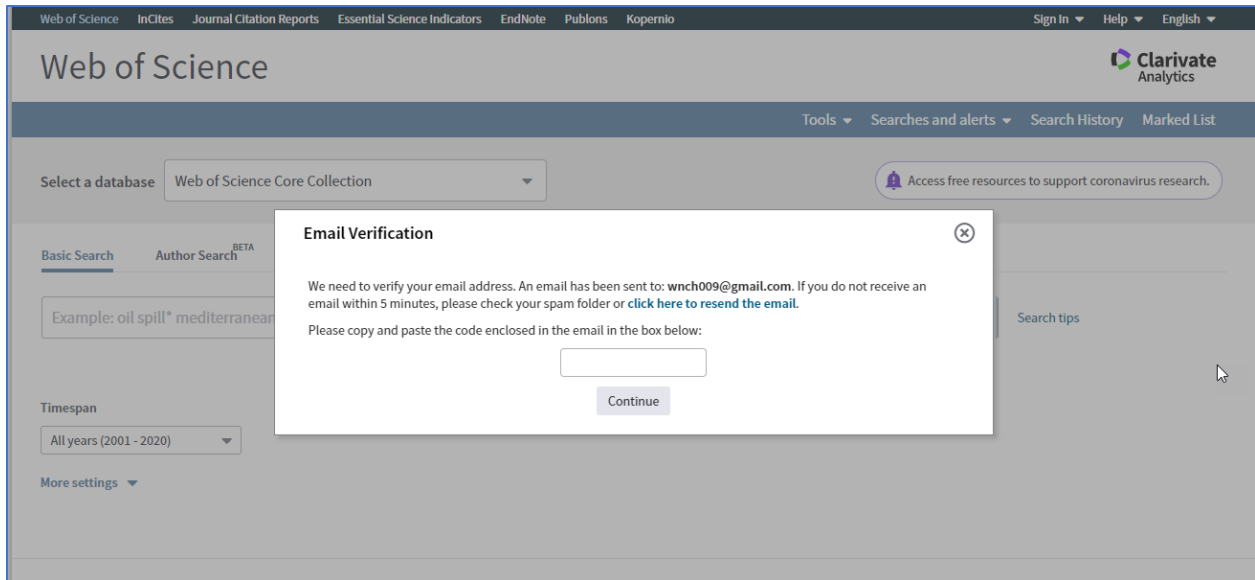 Web of Science InCites Journal Citation Reports Essential Science Indicators EndNote Publons Kopernio Sign In Help English
Web of Science
Clarivate
Analytics
Tools Searches and alerts Search History Marked List
Select a database Web of Science Core Collection
Access free resources to support coronavirus research.
Email Verification
Basic Search Author Search BETA
We need to verify your email address. An email has been sent to: wnch009@gmail.com. If you do not receive an
email within 5 minutes, please check your spam folder or click here to resend the email.
Example: oil spill* mediterranean
Search tips
Please copy and paste the code enclosed in the email in the box below:
Continue
Timespan
All years (2001 - 2020)
More settings